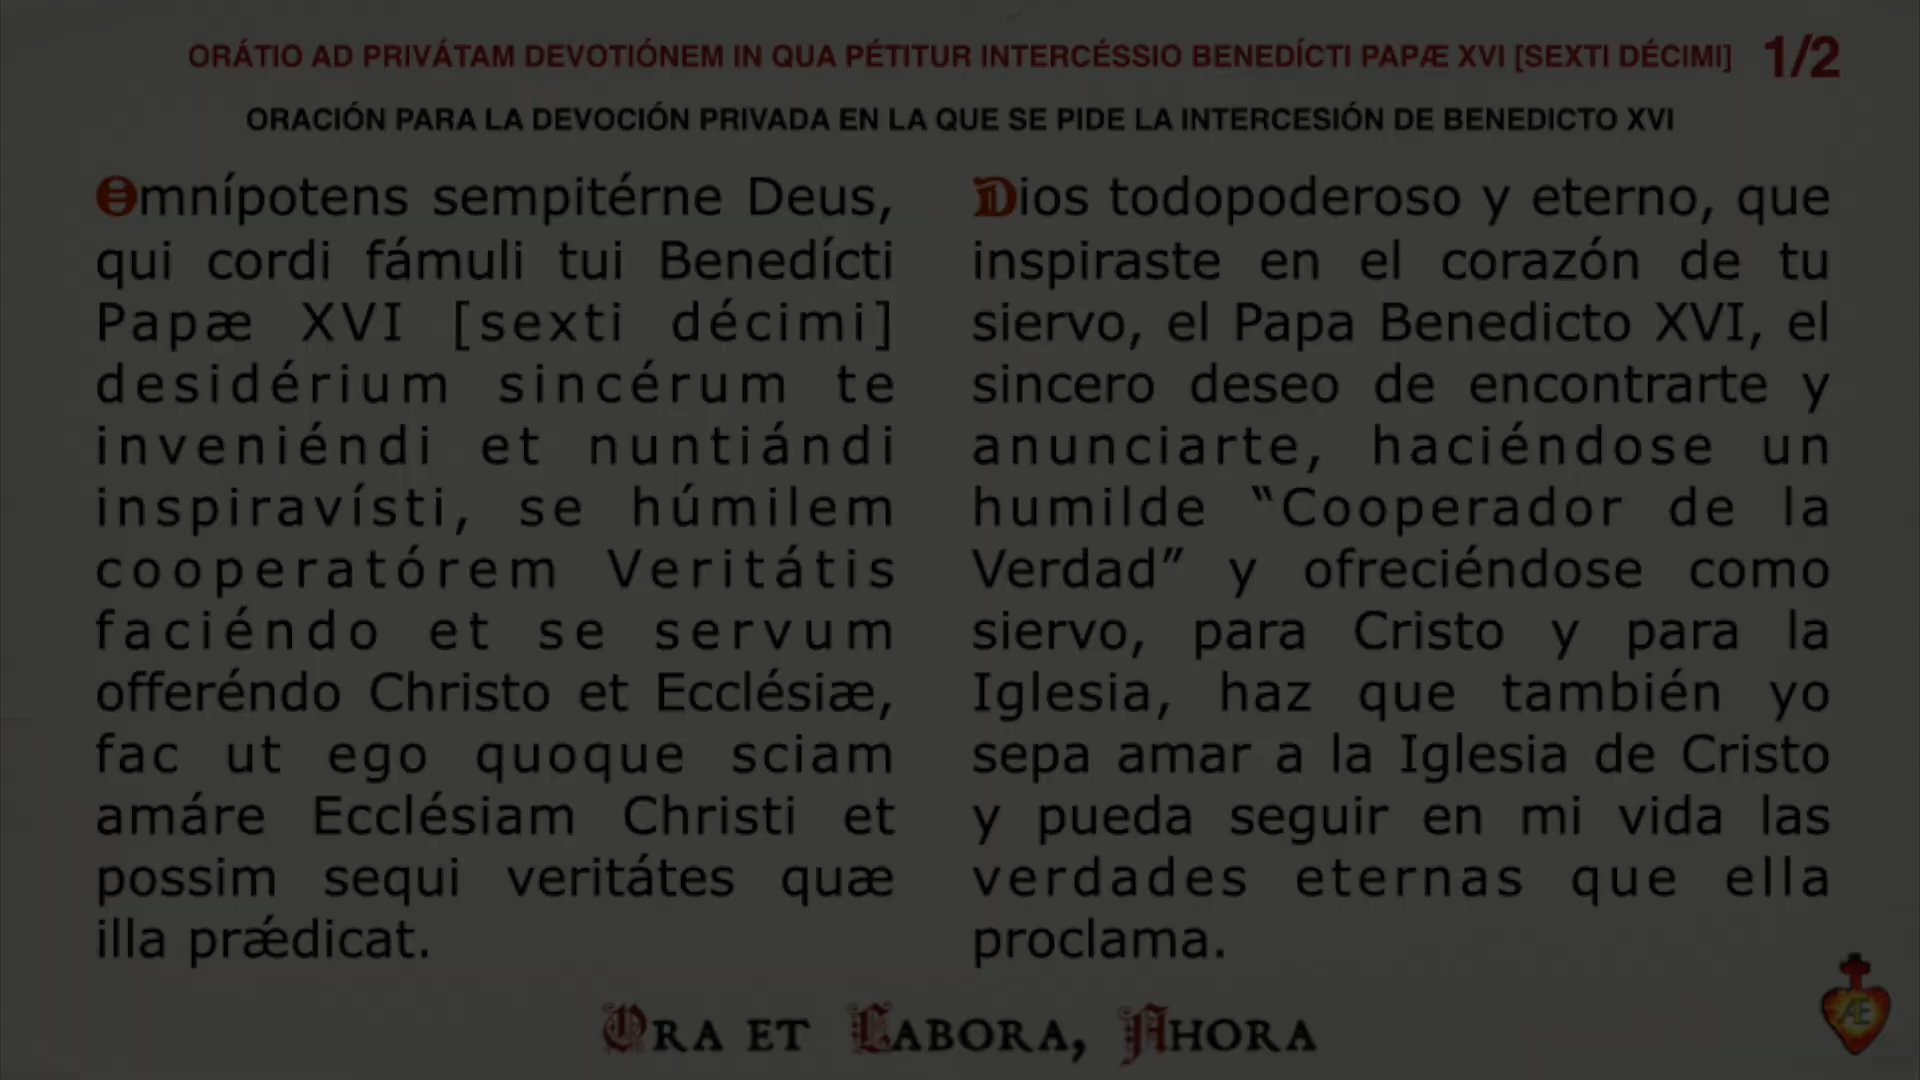 ORÁTIO AD PRIVÁTAM DEVOTIÓNEM IN QUA PÉTITUR INTERCÉSSIO BENEDÍCTI PAPÆ XVI [SEXTI DÉCIMI] 1/2
ORACIÓN PARA LA DEVOCIÓN PRIVADA EN LA QUE SE PIDE LA INTERCESIÓN DE BENEDICTO XVI
Omnípotens sempitérne Deus,
qui cordi fámuli tui Benedícti
Papæ XVI [sexti décimi]
desidérium sincérum te
inveniéndi et nuntiándi
inspiravísti, se húmilem
cooperatórem Veritátis
faciéndo et se servum
offeréndo Christo et Ecclésiæ,
fac ut ego quoque sciam
amáre Ecclésiam Christi et
possim sequi veritátes quæ
illa prǽdicat.
Dios todopoderoso y eterno, que
inspiraste en el corazón de tu
siervo, el Papa Benedicto XVI, el
sincero deseo de encontrarte y
anunciarte, haciéndose un
humilde “Cooperador de la
Verdad” y ofreciéndose como
siervo, para Cristo y para la
Iglesia, haz que también yo
sepa amar a la Iglesia de Cristo
y pueda seguir en mi vida las
verdades eternas que ella
proclama.
Ora et Labora, Ahora
Æ